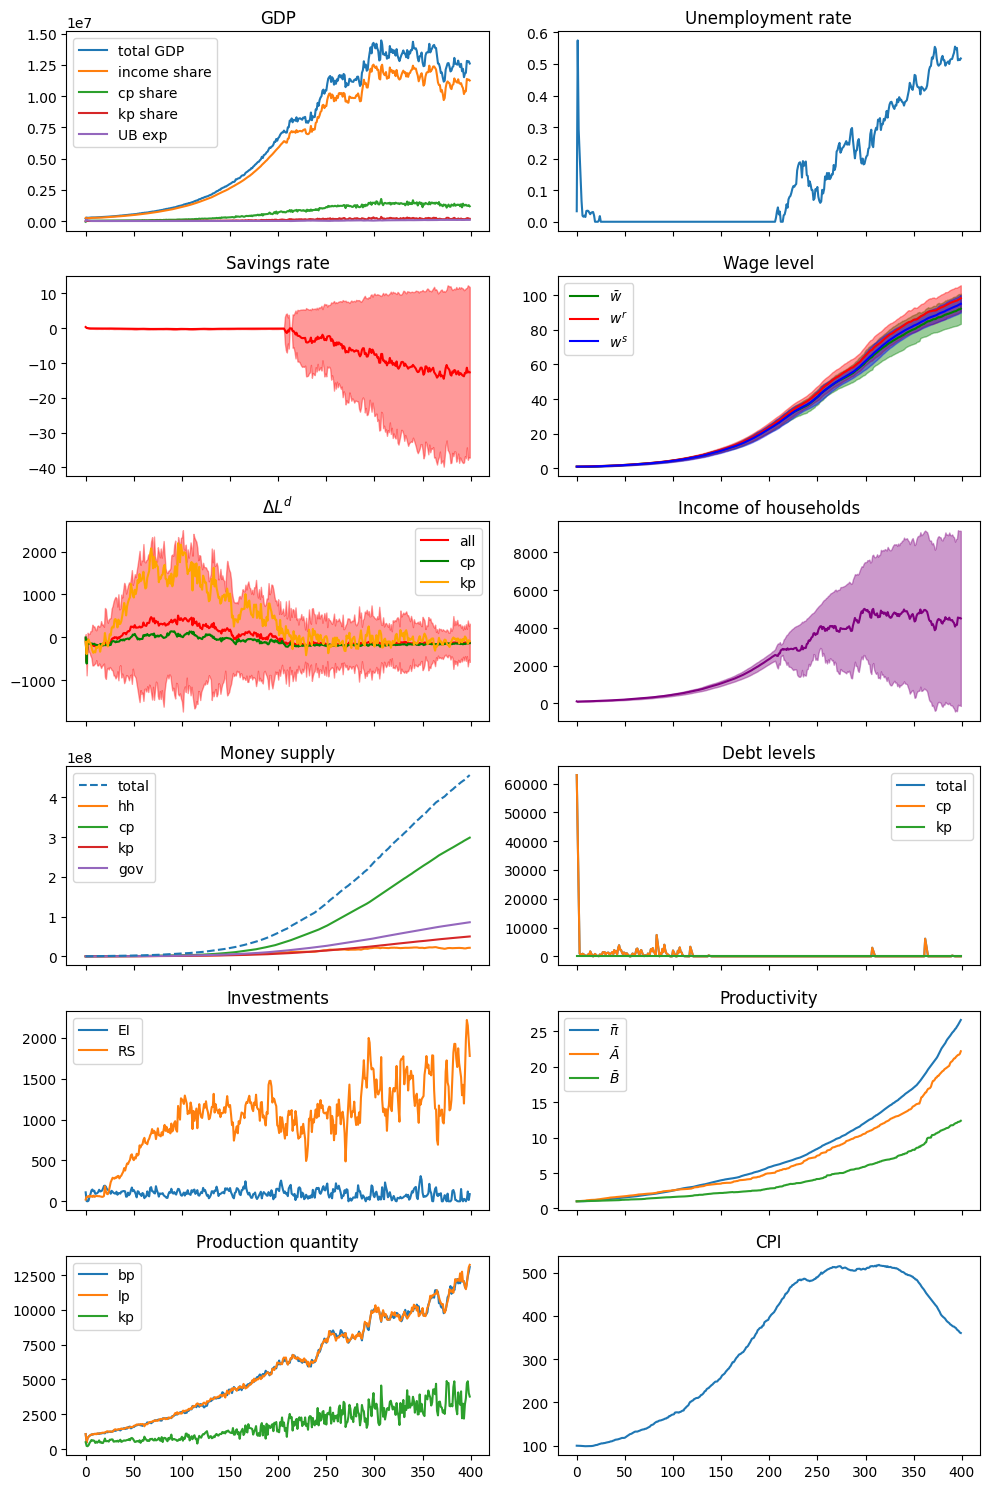 GDP
1e7
1.50
1.25
1.00
0.75
0.50
0.25
0.00
total GDP
income share
cp share
kp share
UB exp
Unemployment rate
0.6
0.5
0.4
0.3
0.2
0.1
0.0
Savings rate
10
0
−10
−20
−30
−40
Wage level
100
80
60
40
20
0
w̄
wʳ
wˢ
ΔLᵈ
2000
1000
0
−1000
all
cp
kp
Income of households
8000
6000
4000
2000
0
Money supply
1e8
4
3
2
1
0
total
hh
cp
kp
gov
Debt levels
60000
50000
40000
30000
20000
10000
0
total
cp
kp
Investments
2000
1500
1000
500
0
EI
RS
Productivity
25
20
15
10
5
0
π̄
Ā
B̄
Production quantity
12500
10000
7500
5000
2500
0
bp
lp
kp
0 50 100 150 200 250 300 350 400
CPI
500
400
300
200
100
0 50 100 150 200 250 300 350 400